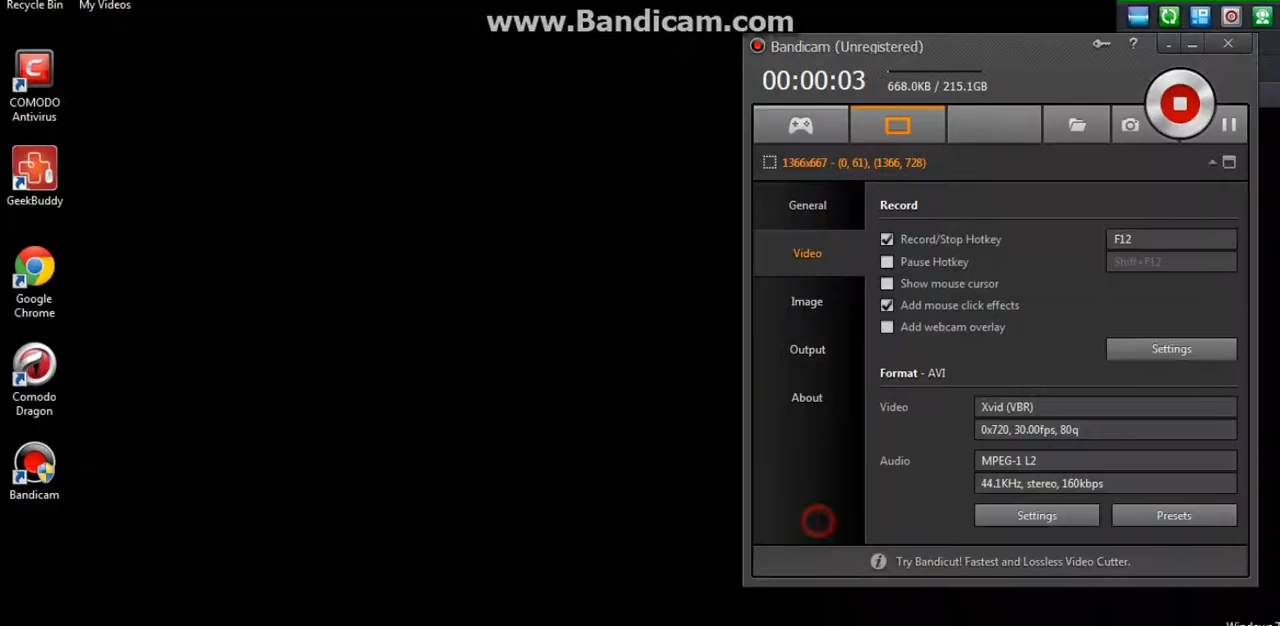 Recycle Bin
My Videos
www.Bandicam.com
COMODO
Antivirus
GeekBuddy
Google
Chrome
Comodo
Dragon
Bandicam
Bandicam (Unregistered)
?
00:00:03
668.0KB / 215.1GB
1366x667 - (0, 61), (1366, 728)
General
Video
Image
Output
About
Record
Record/Stop Hotkey
F12
Pause Hotkey
Shift+F12
Show mouse cursor
Add mouse click effects
Add webcam overlay
Settings
Format - AVI
Video
Xvid (VBR)
0x720, 30.00fps, 80q
Audio
MPEG-1 L2
44.1KHz, stereo, 160kbps
Settings
Presets
Try Bandicut! Fastest and Lossless Video Cutter.